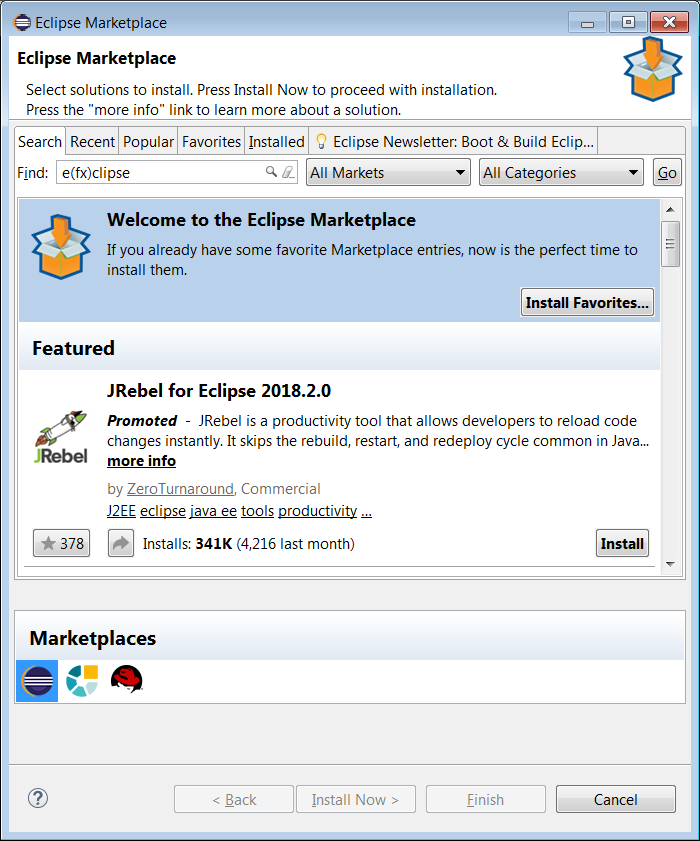 Eclipse Marketplace
Eclipse Marketplace
Select solutions to install. Press Install Now to proceed with installation.
Press the "more info" link to learn more about a solution.
Search Recent Popular Favorites Installed Eclipse Newsletter: Boot & Build Eclip...
Find: e(fx)clipse All Markets All Categories Go
Welcome to the Eclipse Marketplace
If you already have some favorite Marketplace entries, now is the perfect time to
install them.
Install Favorites...
Featured
JRebel for Eclipse 2018.2.0
Promoted - JRebel is a productivity tool that allows developers to reload code
changes instantly. It skips the rebuild, restart, and redeploy cycle common in Java...
more info
JRebel
by ZeroTurnaround, Commercial
J2EE eclipse java ee tools productivity ...
378 Installs: 341K (4,216 last month) Install
Marketplaces
? < Back Install Now > Finish Cancel